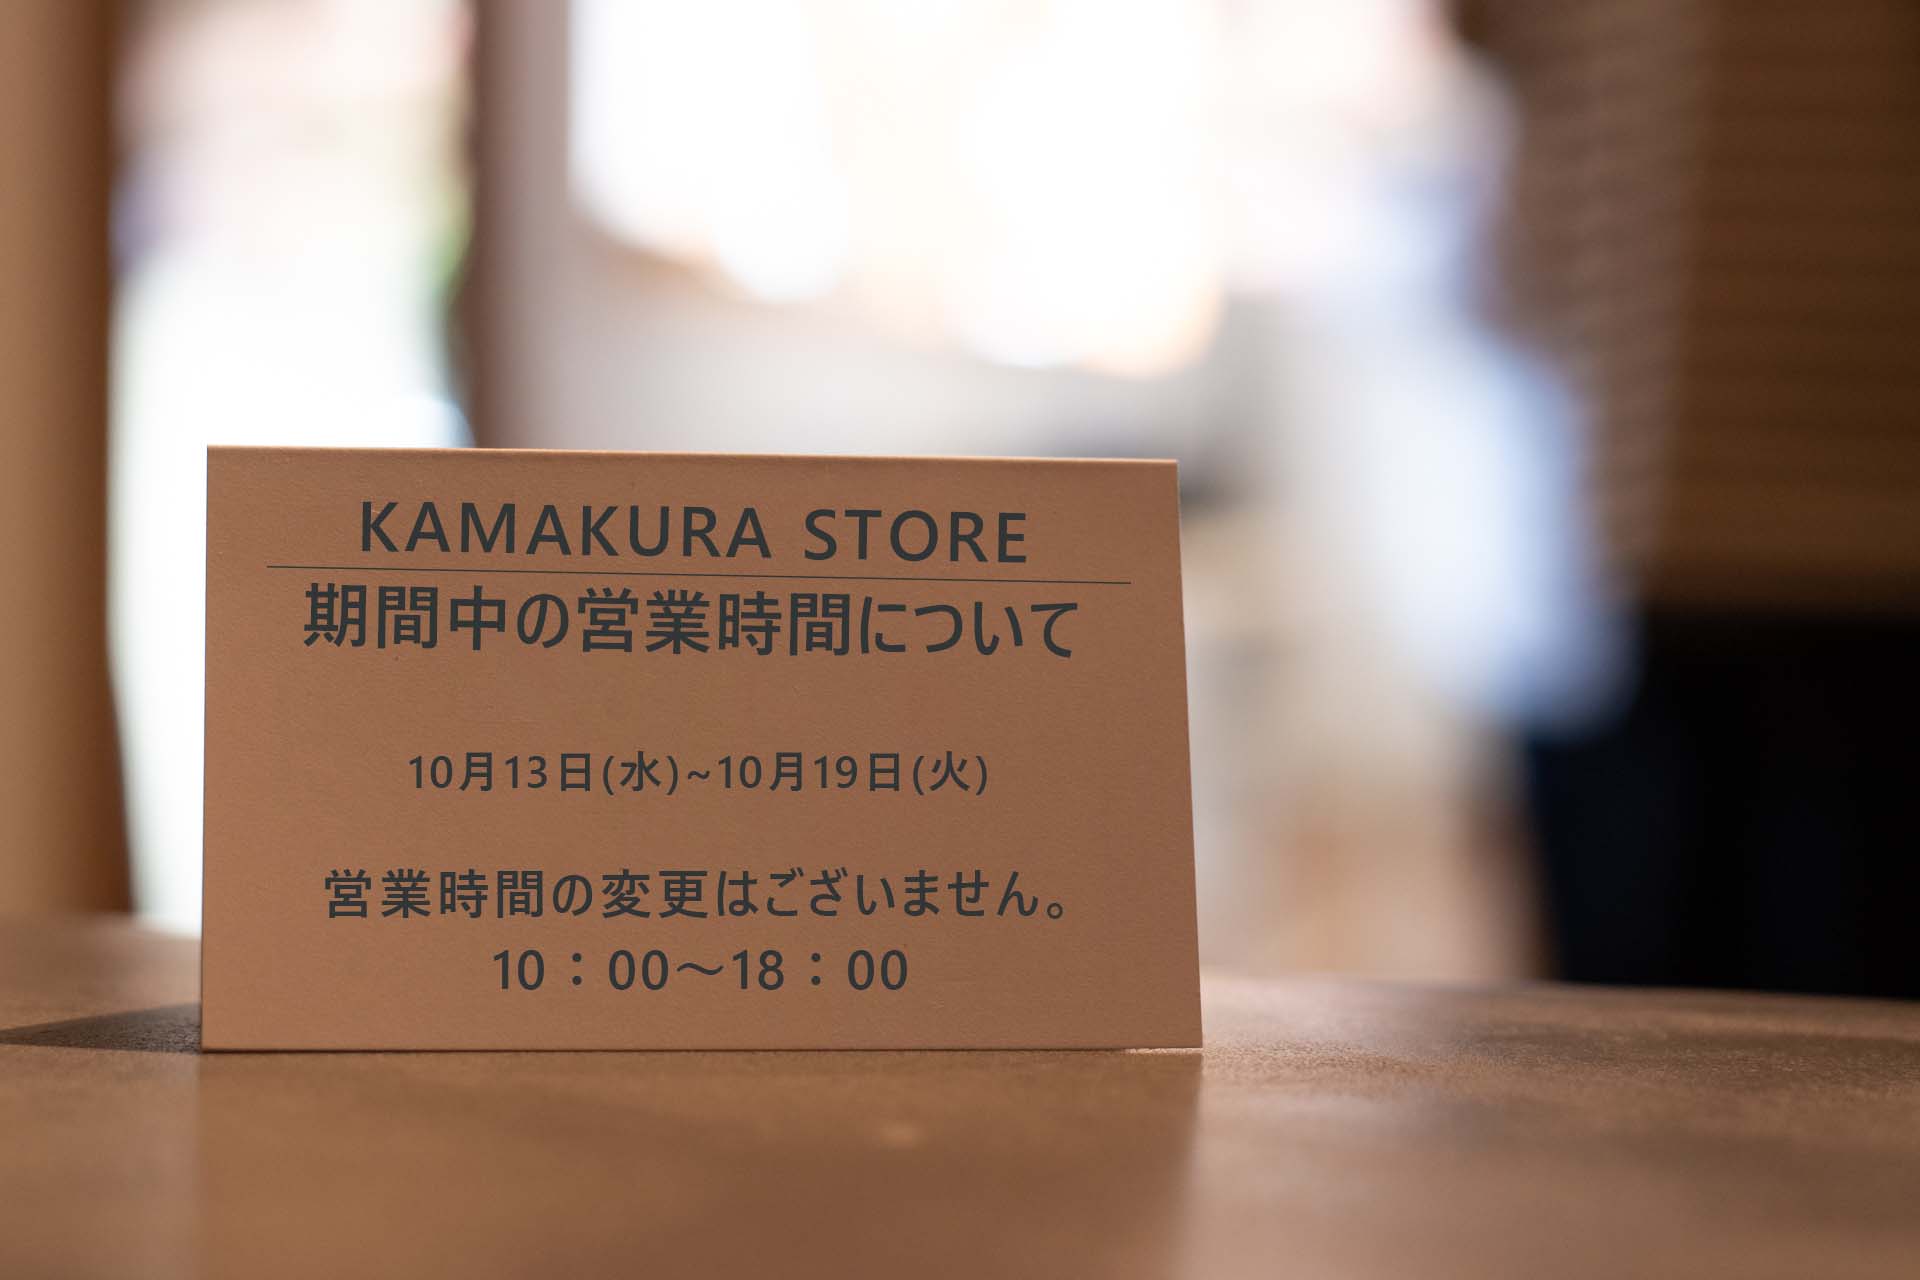 KAMAKURA STORE
期間中の営業時間について
10月13日(水)~10月19日(火)
営業時間の変更はございません。
10：00～18：00